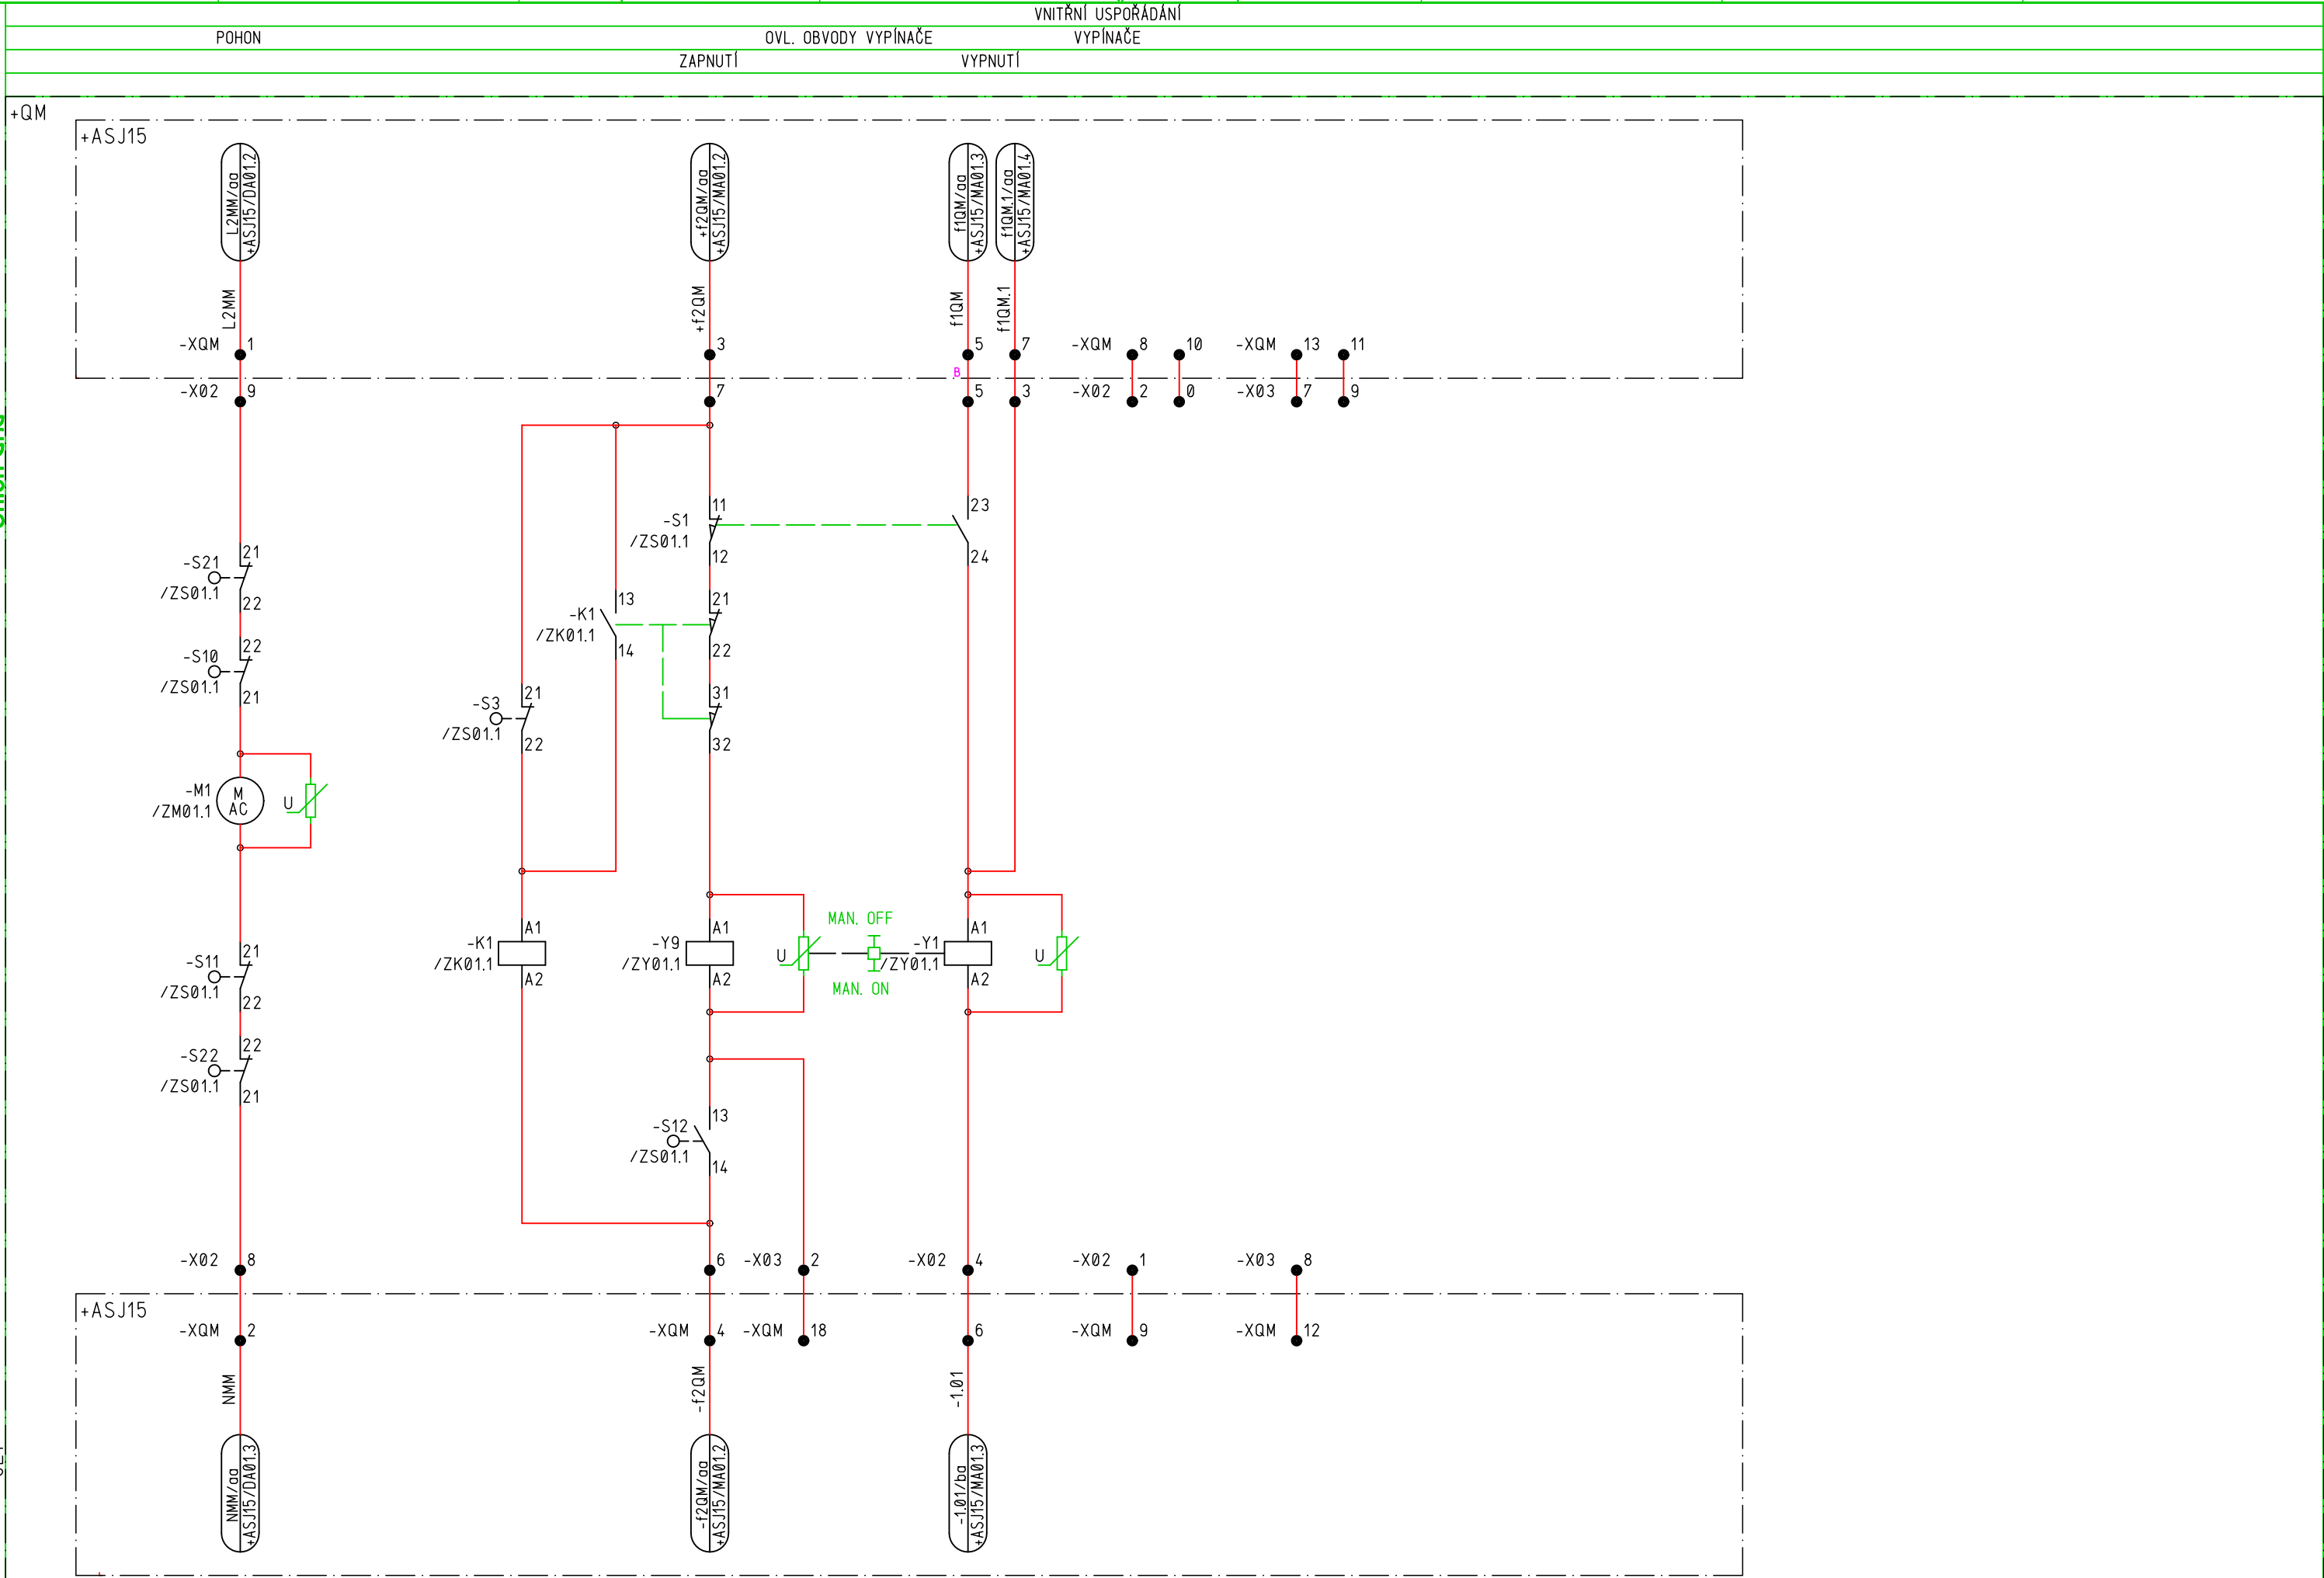 VNITŘNÍ USPOŘÁDÁNÍ
POHON
OVL. OBVODY VYPÍNAČE
VYPÍNAČE
ZAPNUTÍ
VYPNUTÍ
+QM
+ASJ15
L2MM/aa
+ASJ15/DA01.2
+f2QM/aa
+ASJ15/MA01.2
f1QM/aa
+ASJ15/MA01.3
f1QM.1/aa
+ASJ15/MA01.4
L2MM
+f2QM
f1QM
f1QM.1
-XQM 1
3
5
7
-XQM 8
10
-XQM 13
11
B
-X02 9
7
5
3
-X02 2
0
-X03 7
9
11
-S1
/ZS01.1
12
23
24
21
-S21
/ZS01.1
22
13
-K1
/ZK01.1
14
21
22
22
-S10
/ZS01.1
21
21
-S3
/ZS01.1
22
31
32
-M1
/ZM01.1
M
AC
U
A1
-K1
/ZK01.1
A2
A1
-Y9
/ZY01.1
A2
U
MAN. OFF
MAN. ON
A1
-Y1
/ZY01.1
A2
U
21
-S11
/ZS01.1
22
22
-S22
/ZS01.1
21
13
-S12
/ZS01.1
14
-X02 8
6
-X03 2
-X02 4
-X02 1
-X03 8
+ASJ15
-XQM 2
-XQM 4
-XQM 18
6
-XQM 9
-XQM 12
NMM
-f2QM
-1.01
NMM/aa
+ASJ15/DA01.3
-f2QM/aa
+ASJ15/MA01.2
-1.01/ba
+ASJ15/MA01.3